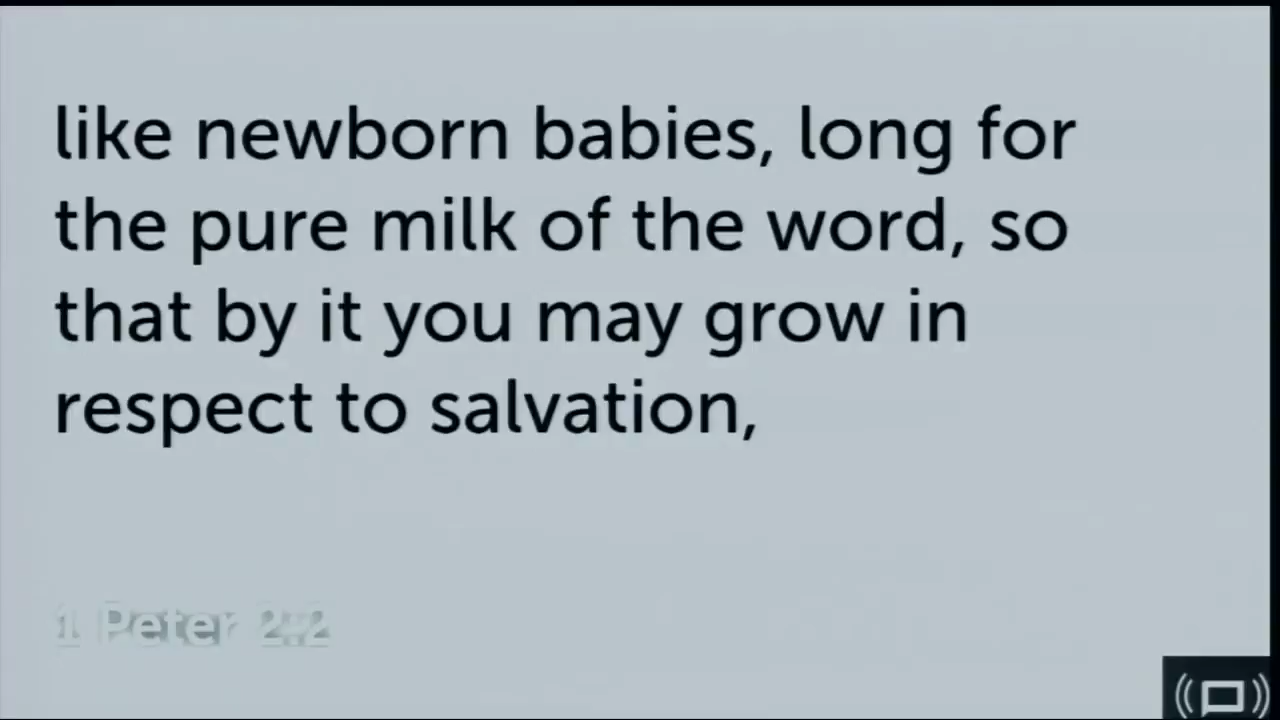 like newborn babies, long for
the pure milk of the word, so
that by it you may grow in
respect to salvation,
1 Peter 2:2